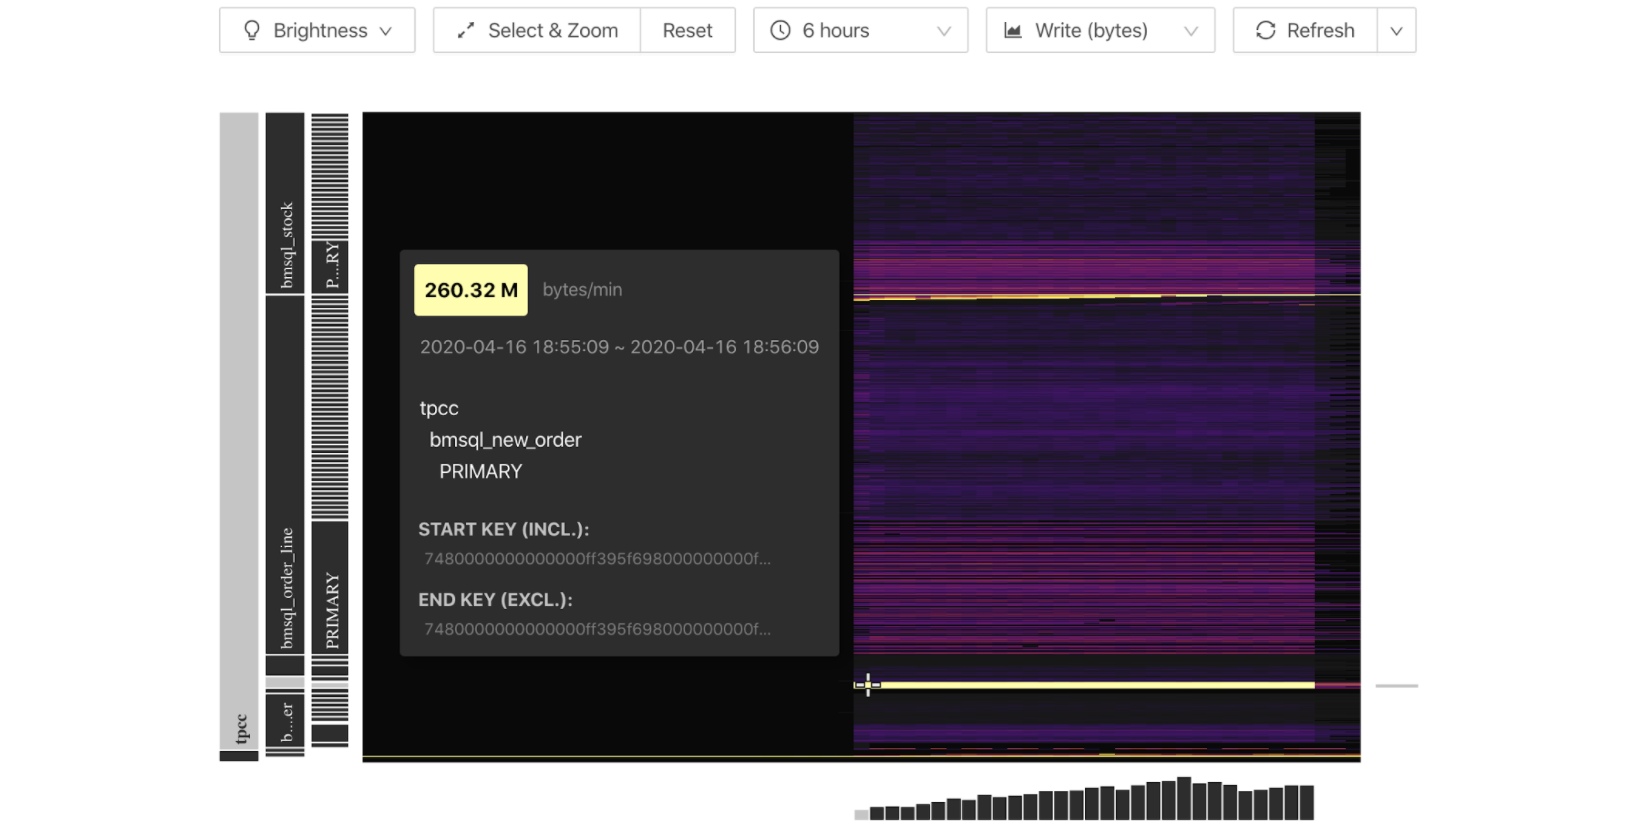 Brightness
Select & Zoom
Reset
6 hours
Write (bytes)
Refresh
bmsql_stock
P....RY
260.32 M bytes/min
2020-04-16 18:55:09 ~ 2020-04-16 18:56:09
tpcc
bmsql_new_order
PRIMARY
START KEY (INCL.):
7480000000000000ff395f698000000000f...
END KEY (EXCL.):
7480000000000000ff395f698000000000f...
bmsql_order_line
PRIMARY
tpcc
b....er